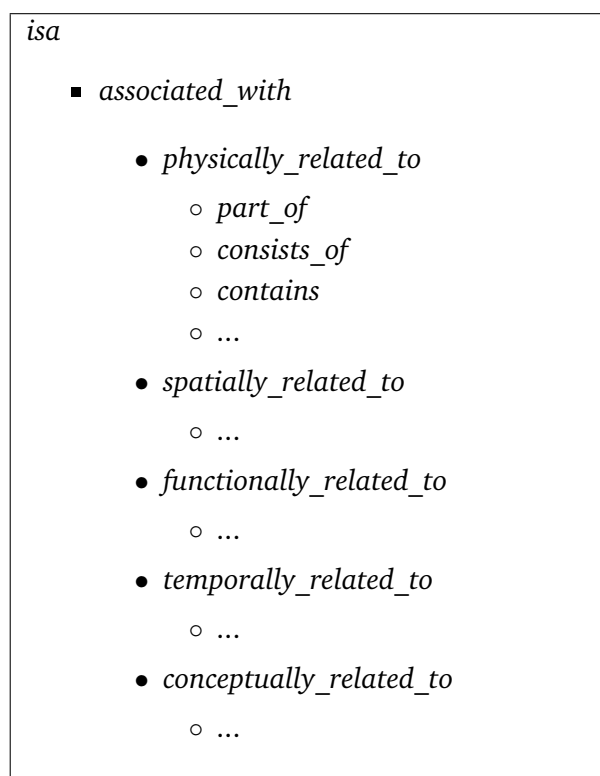 isa
▪ associated_with
• physically_related_to
◦ part_of
◦ consists_of
◦ contains
◦ ...
• spatially_related_to
◦ ...
• functionally_related_to
◦ ...
• temporally_related_to
◦ ...
• conceptually_related_to
◦ ...